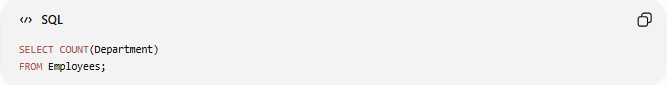 SQL
SELECT COUNT(Department)
FROM Employees;